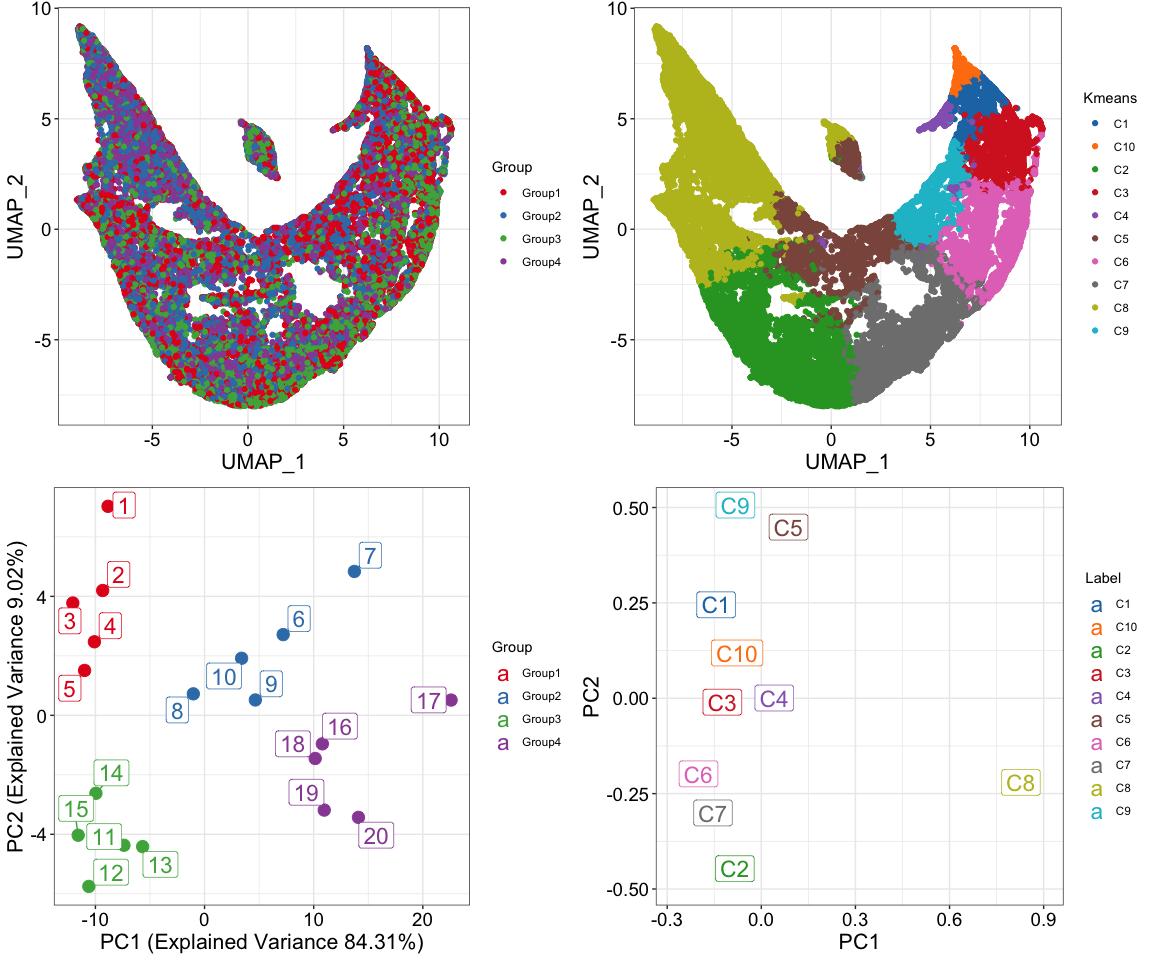 10
5
0
-5
UMAP_2
-5
0
5
10
UMAP_1
Group
Group1
Group2
Group3
Group4
10
5
0
-5
UMAP_2
-5
0
5
10
UMAP_1
Kmeans
C1
C10
C2
C3
C4
C5
C6
C7
C8
C9
4
0
-4
PC2 (Explained Variance 9.02%)
1
2
3
4
5
7
6
10
9
8
17
16
18
19
20
14
15
11
13
12
-10
0
10
20
PC1 (Explained Variance 84.31%)
Group
a Group1
a Group2
a Group3
a Group4
0.50
0.25
0.00
-0.25
-0.50
PC2
C9
C5
C1
C10
C3
C4
C6
C8
C7
C2
-0.3
0.0
0.3
0.6
0.9
PC1
Label
a C1
a C10
a C2
a C3
a C4
a C5
a C6
a C7
a C8
a C9